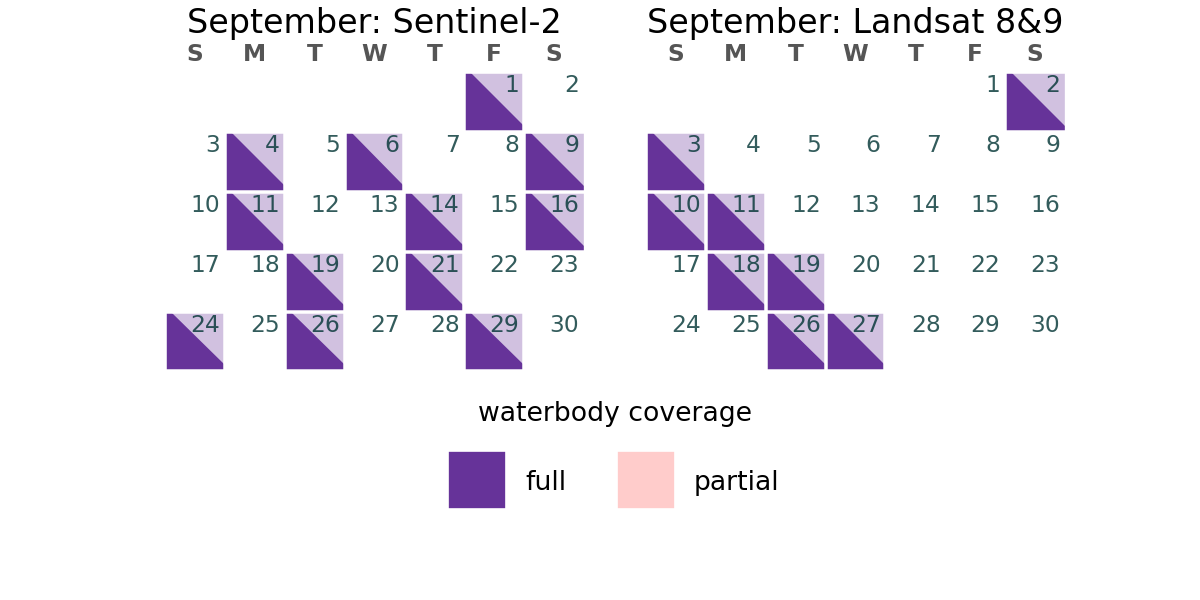 September: Sentinel-2
S M T W T F S
1 2
3 4 5 6 7 8 9
10 11 12 13 14 15 16
17 18 19 20 21 22 23
24 25 26 27 28 29 30
September: Landsat 8&9
S M T W T F S
1 2
3 4 5 6 7 8 9
10 11 12 13 14 15 16
17 18 19 20 21 22 23
24 25 26 27 28 29 30
waterbody coverage
full partial